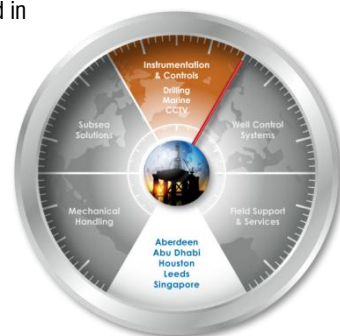 d in
Instrumentation
& Controls
Drilling
Marine
CCTV
Subsea
Solutions
Well Control
Systems
Mechanical
Handling
Field Support
& Services
Aberdeen
Abu Dhabi
Houston
Leeds
Singapore